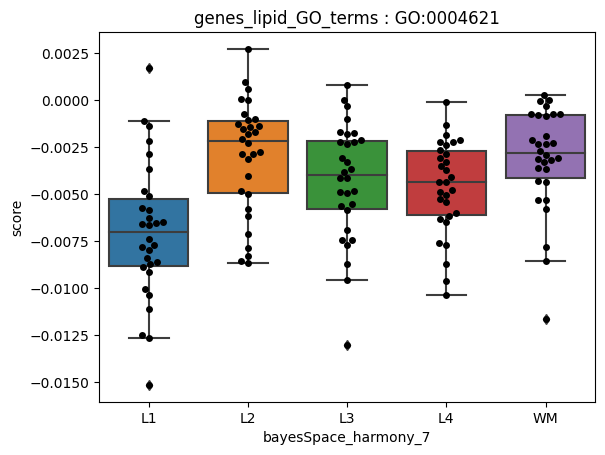 genes_lipid_GO_terms : GO:0004621
0.0025
0.0000
−0.0025
−0.0050
−0.0075
−0.0100
−0.0125
−0.0150
score
L1 L2 L3 L4 WM
bayesSpace_harmony_7